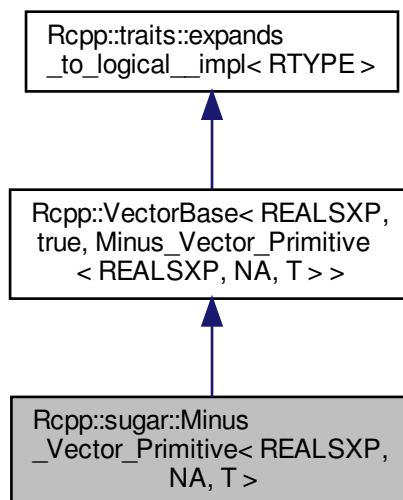 Rcpp::traits::expands
_to_logical__impl< RTYPE >
Rcpp::VectorBase< REALSXP,
true, Minus_Vector_Primitive
< REALSXP, NA, T > >
Rcpp::sugar::Minus
_Vector_Primitive< REALSXP,
NA, T >